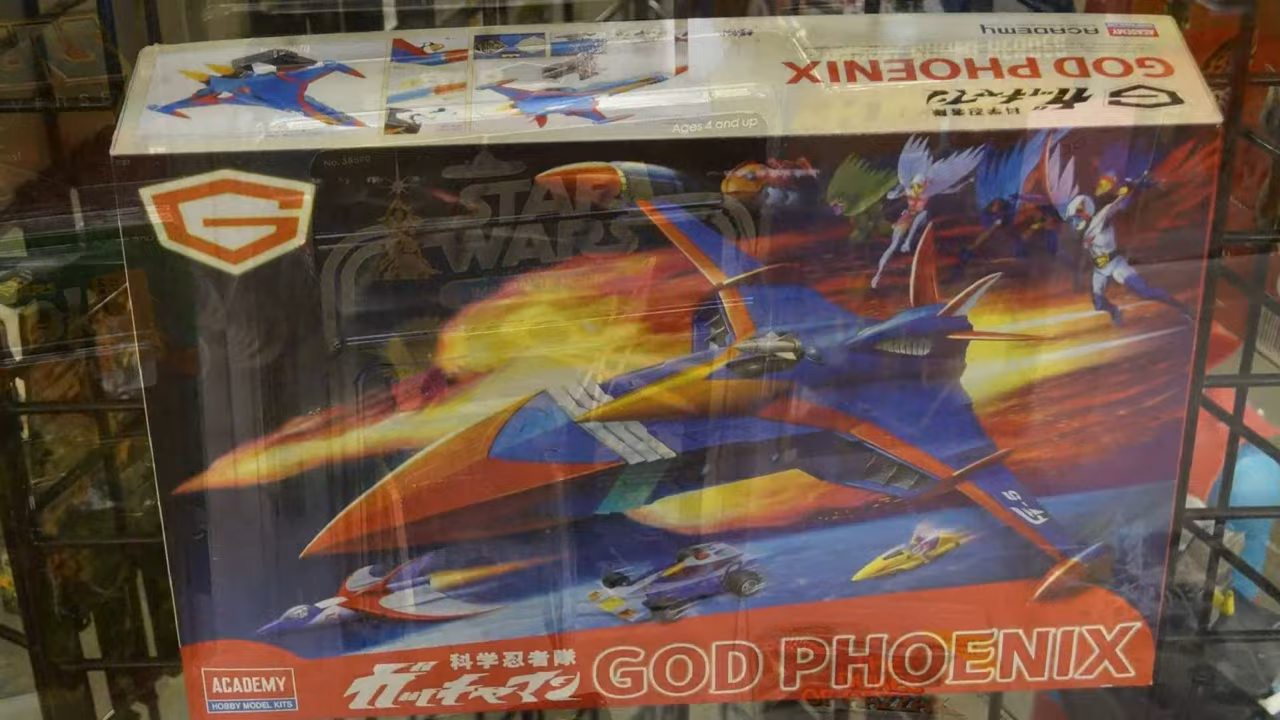 ACADEMY
GOD PHOENIX
科学忍者隊
ガッチャマン
Ages 4 and up
G
STAR
WARS
科学忍者隊
ガッチャマン
GOD PHOENIX
ACADEMY
HOBBY MODEL KITS